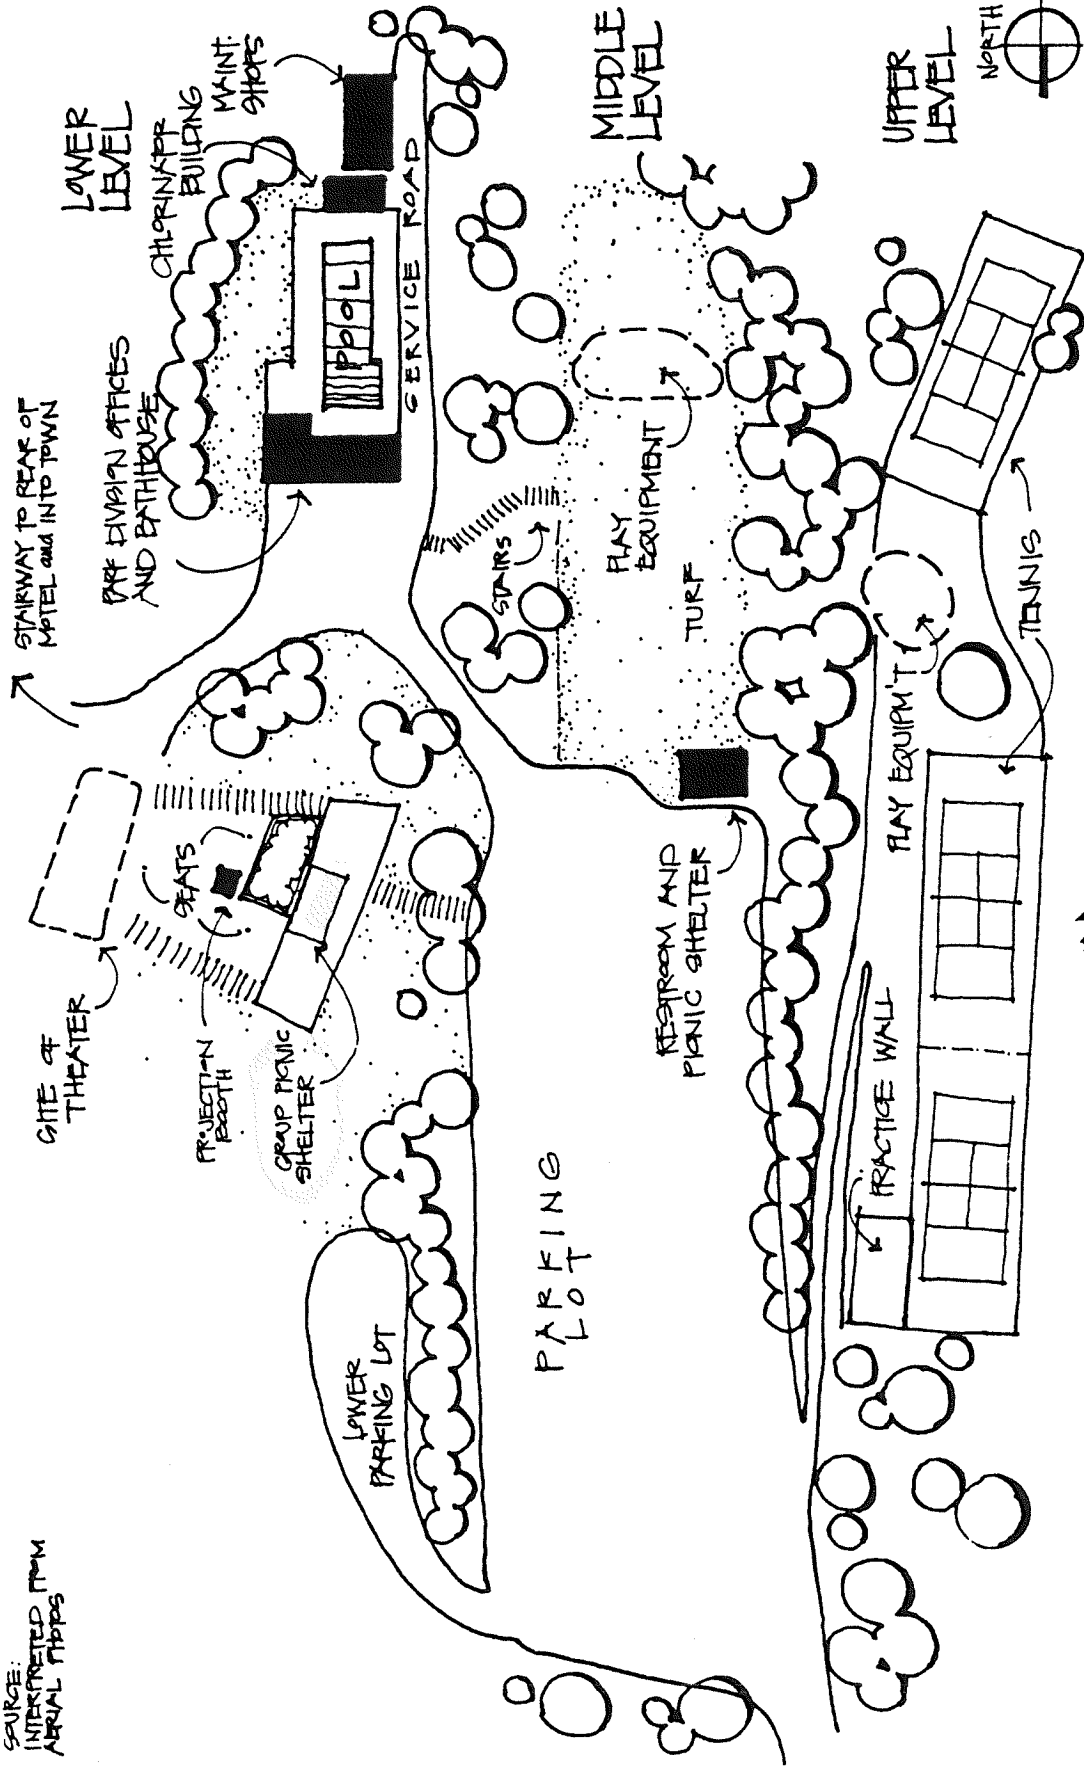 SOURCE:
INTERPRETED FROM
AERIAL PHOTOS
SITE OF
THEATER
STAIRWAY TO REAR OF
MOTEL and INTO TOWN
LOWER
LEVEL
PARK DIVISION OFFICES
AND BATHHOUSE
CHLORINATOR
BUILDING
MAINT.
SHOPS
SEATS
PROJECTION
BOOTH
GROUP PICNIC
SHELTER
POOL
SERVICE ROAD
LOWER
PARKING LOT
PARKING
LOT
STAIRS
PLAY
EQUIPMENT
TURF
MIDDLE
LEVEL
RESTROOM AND
PICNIC SHELTER
PRACTICE WALL
PLAY EQUIPM'T
TENNIS
UPPER
LEVEL
NORTH